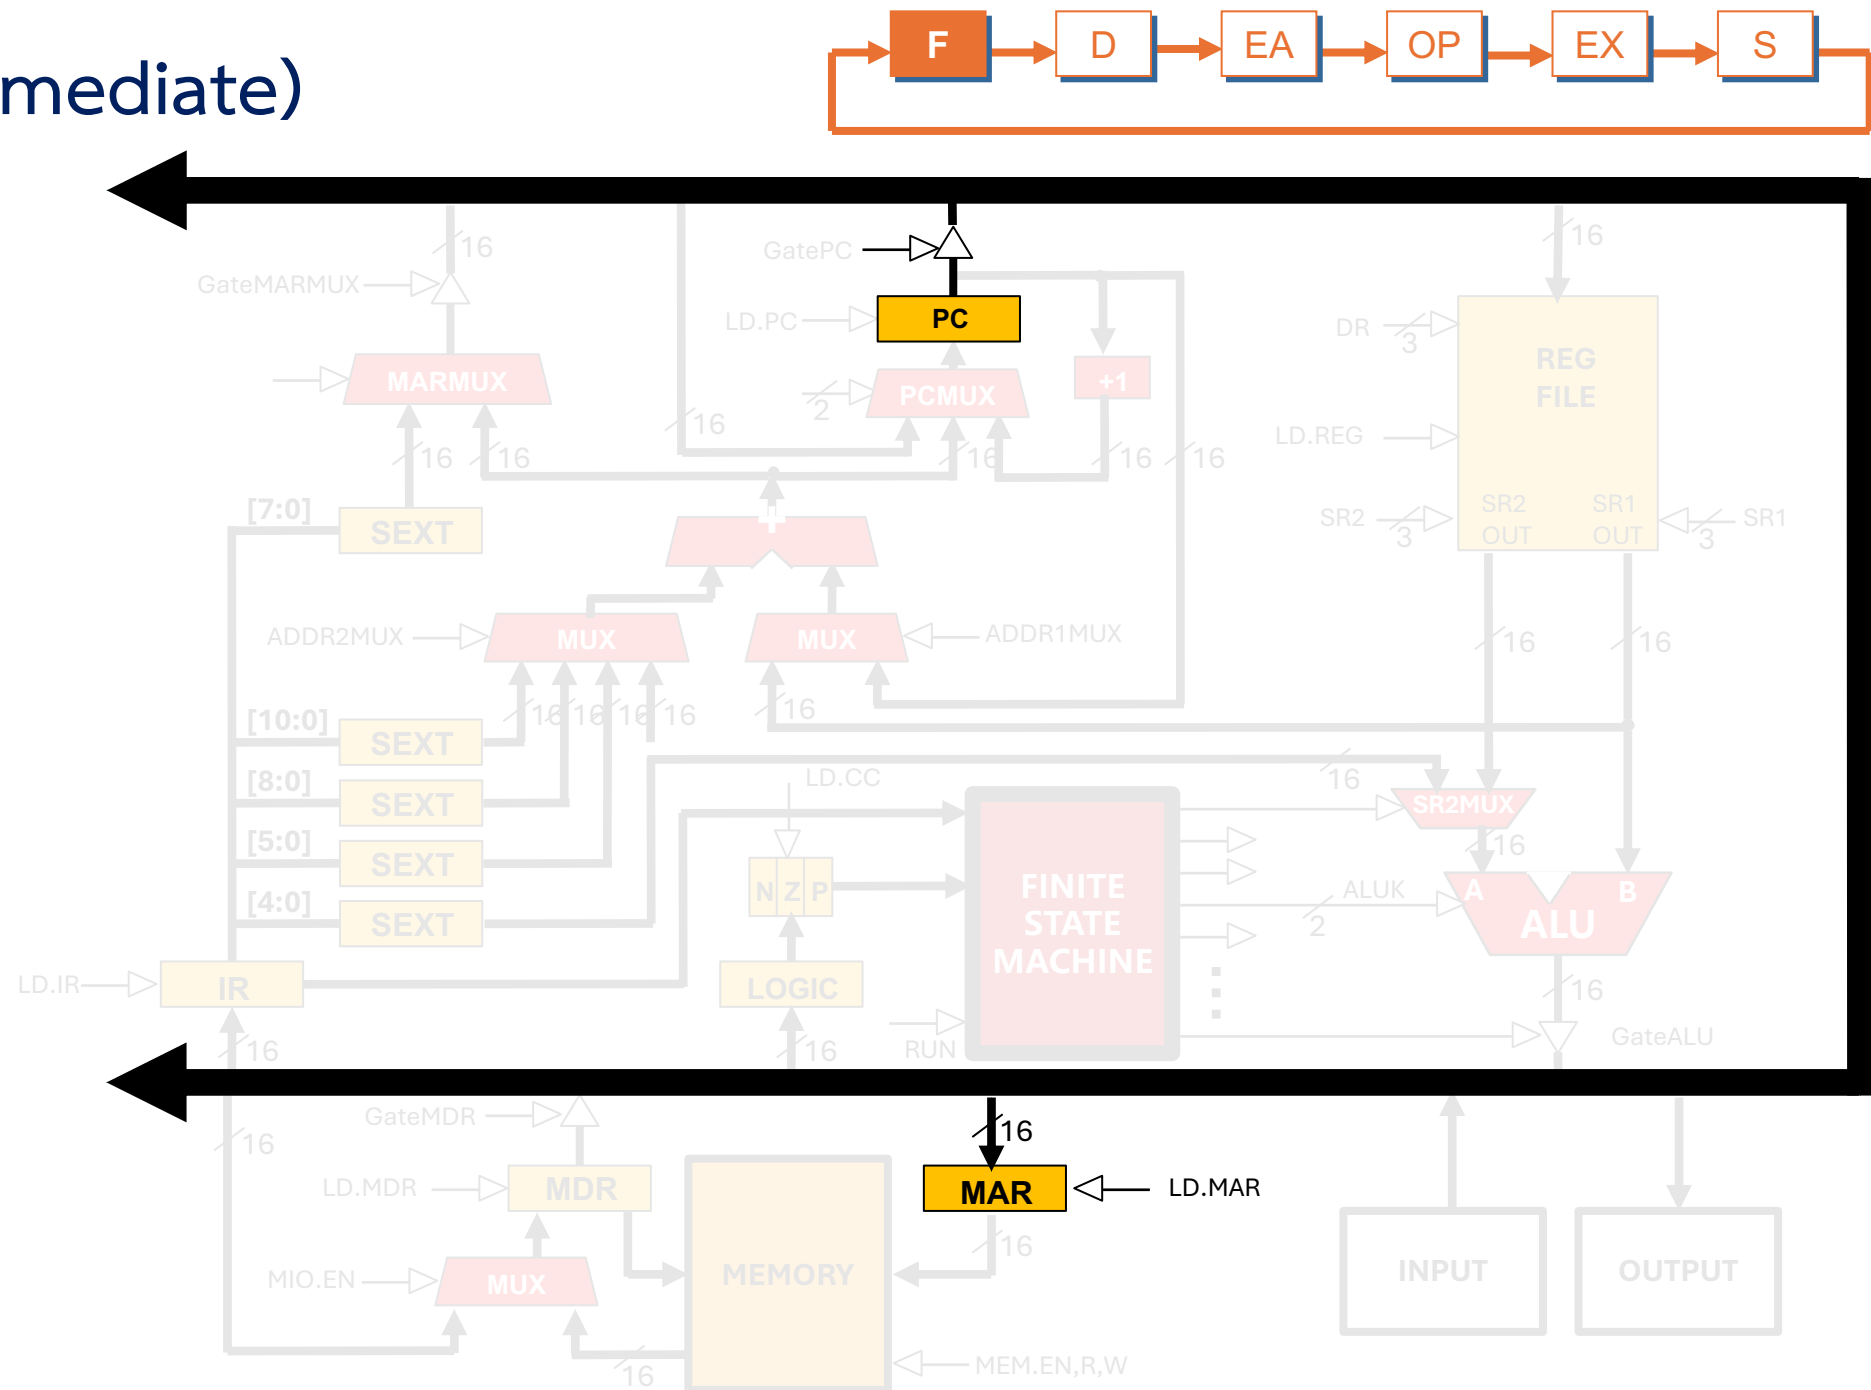 F D EA OP EX S
mediate)
16
16
GatePC
GateMARMUX
PC
LD.PC
DR
3
REG
FILE
MARMUX
PCMUX
+1
2
16
LD.REG
16
16
16
16
16
[7:0]
SEXT
+
SR2
3
SR2
OUT
SR1
OUT
3
SR1
ADDR2MUX
MUX
MUX
ADDR1MUX
16
16
[10:0]
SEXT
16
16
16
16
16
[8:0]
SEXT
LD.CC
16
SR2MUX
[5:0]
SEXT
16
N Z P
FINITE
STATE
MACHINE
ALUK
2
A
B
ALU
[4:0]
SEXT
LD.IR
IR
LOGIC
16
16
16
RUN
GateALU
GateMDR
16
16
LD.MDR
MDR
MAR
LD.MAR
16
MIO.EN
MUX
MEMORY
INPUT
OUTPUT
16
MEM.EN,R,W